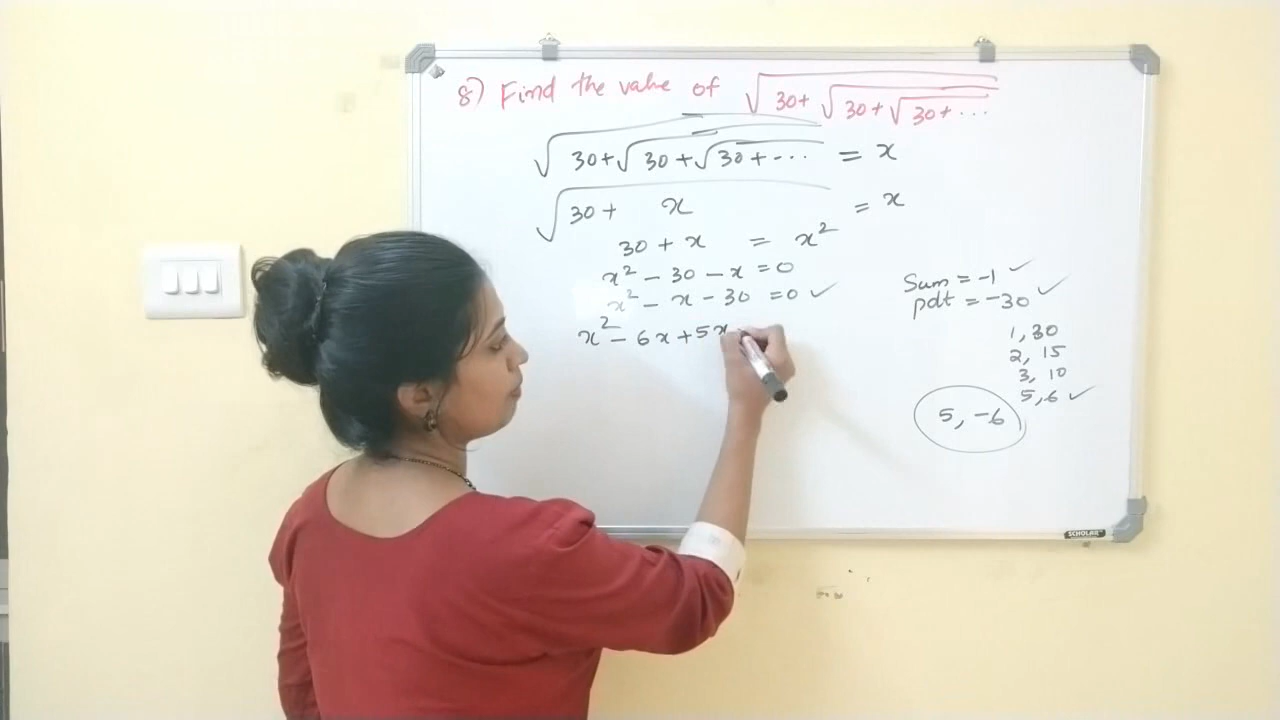 8) Find the value of √30+√30+√30+...
√30+√30+√30+... = x
√30+ x = x
30 + x = x²
x² - 30 - x = 0
x² - x - 30 = 0 ✓
x² - 6x + 5x
Sum = -1 ✓
pdt = -30 ✓
1, 30
2, 15
3, 10
5, 6 ✓
5, -6
SCHOLAR